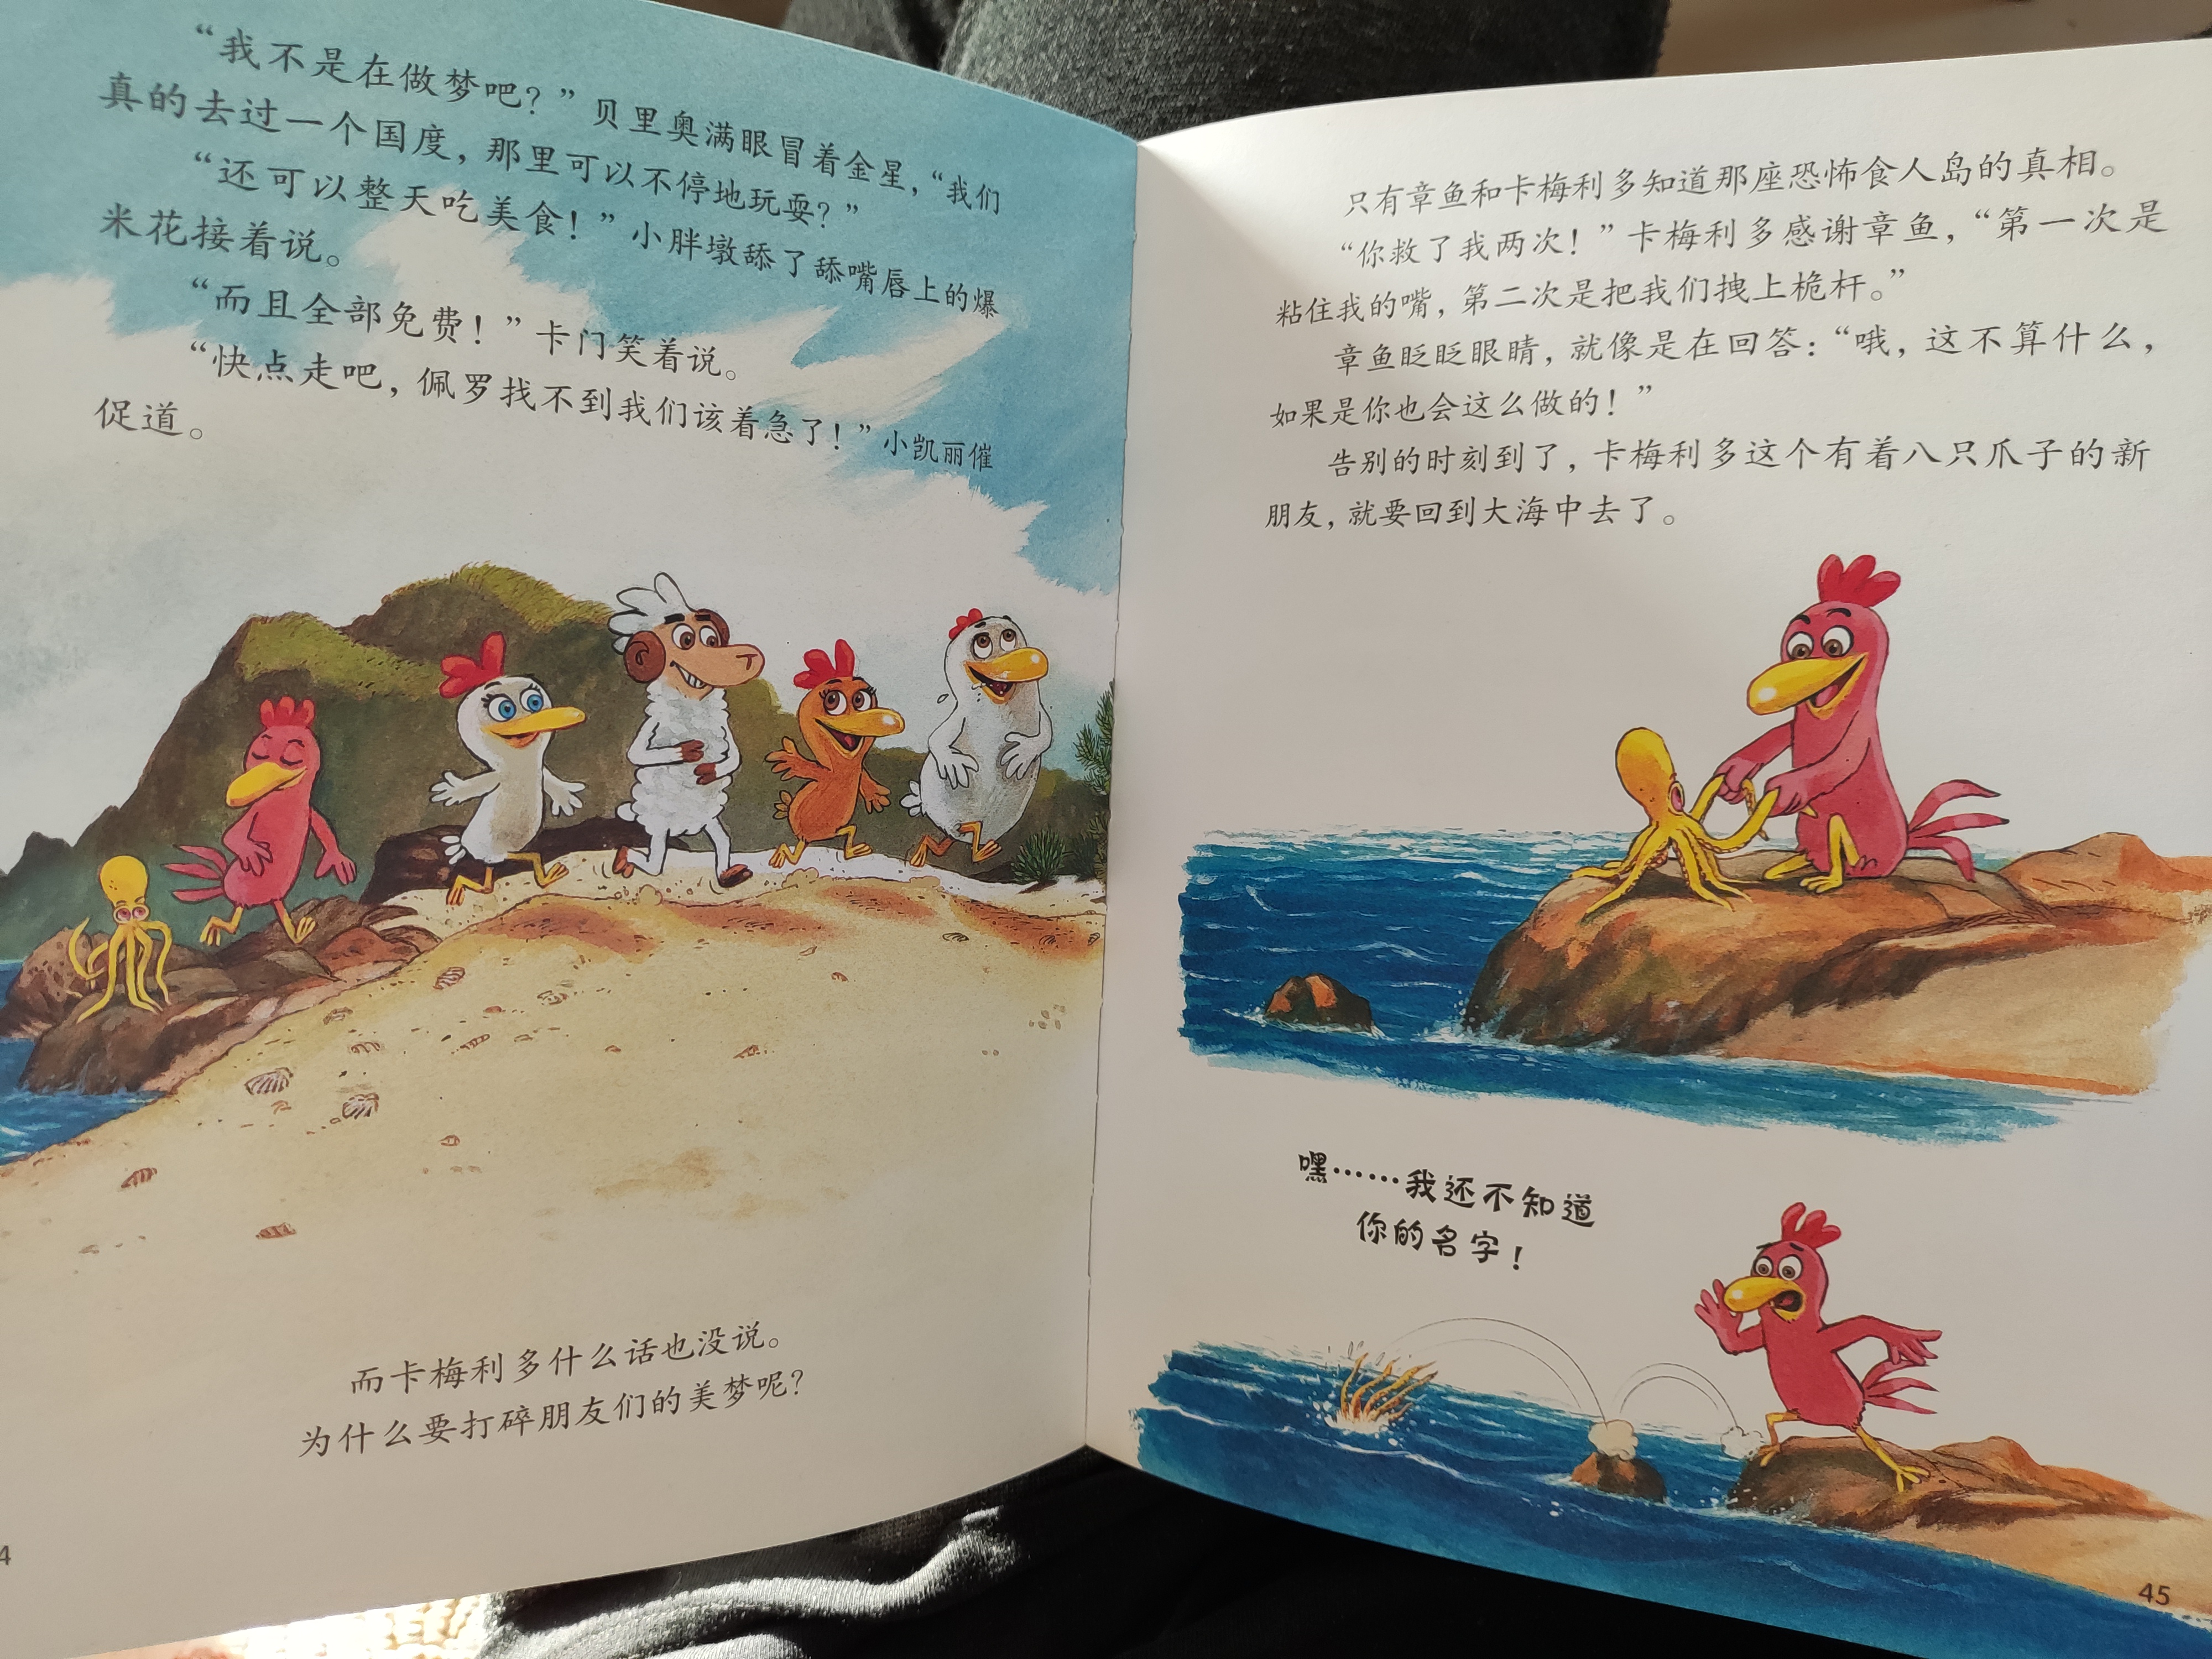 “我不是在做梦吧？”贝里奥满眼冒着金星，“我们
真的去过一个国度，那里可以不停地玩耍？”
“还可以整天吃美食！”小胖墩舔了舔嘴唇上的爆
米花接着说。
“而且全部免费！”卡门笑着说。
“快点走吧，佩罗找不到我们该着急了！”小凯丽催
促道。
而卡梅利多什么话也没说。
为什么要打碎朋友们的美梦呢？
4
只有章鱼和卡梅利多知道那座恐怖食人岛的真相。
“你救了我两次！”卡梅利多感谢章鱼，“第一次是
粘住我的嘴，第二次是把我们拽上桅杆。”
章鱼眨眨眼睛，就像是在回答：“哦，这不算什么，
如果是你也会这么做的！”
告别的时刻到了，卡梅利多这个有着八只爪子的新
朋友，就要回到大海中去了。
嘿……我还不知道
你的名字！
45